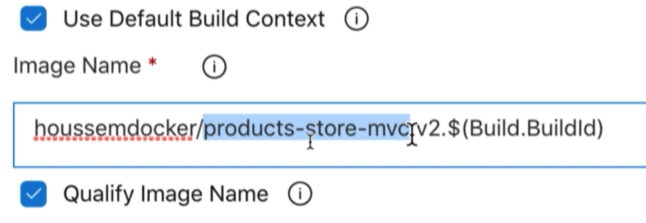 Use Default Build Context
Image Name *
houssemdocker/products-store-mvc:v2.$(Build.BuildId)
Qualify Image Name